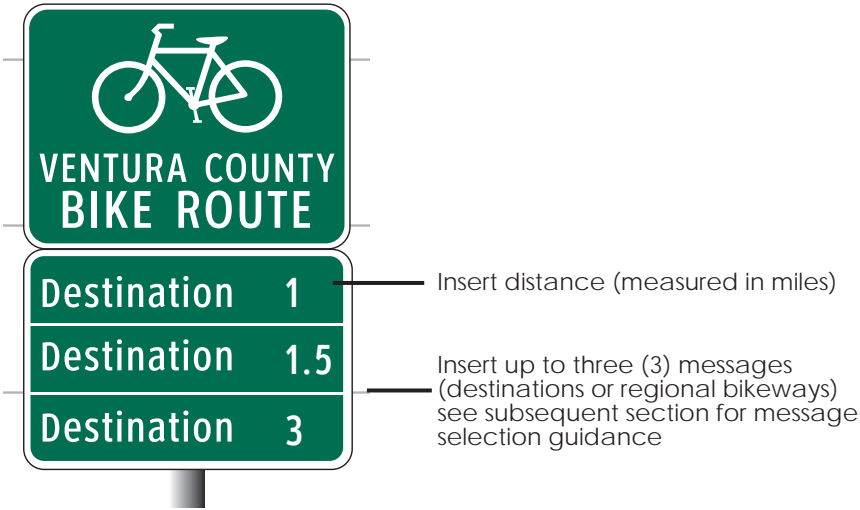 VENTURA COUNTY
BIKE ROUTE
Destination 1
Destination 1.5
Destination 3
Insert distance (measured in miles)
Insert up to three (3) messages
(destinations or regional bikeways)
see subsequent section for message
selection guidance